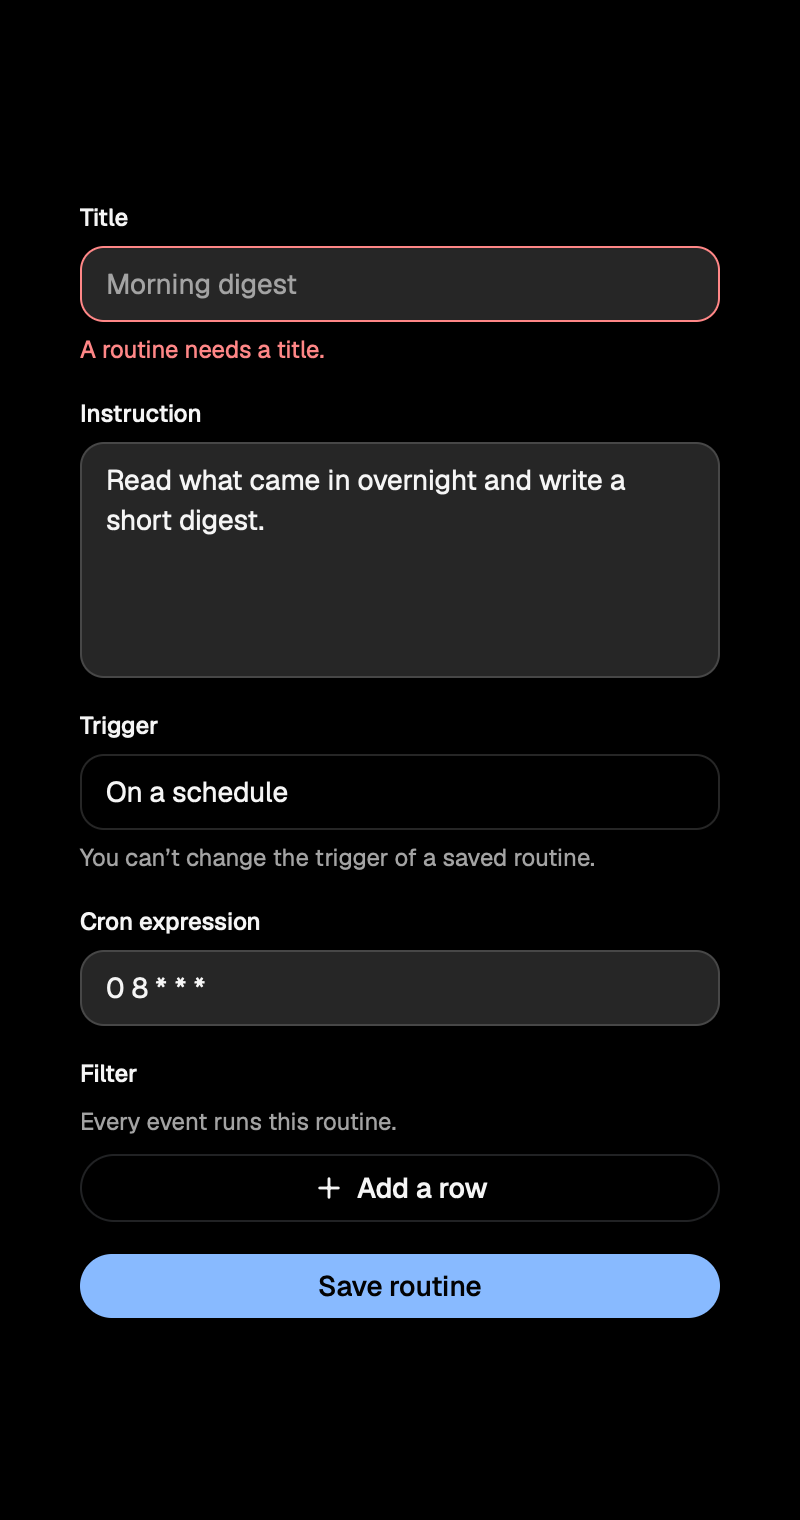 Title
Morning digest
A routine needs a title.
Instruction
Read what came in overnight and write a
short digest.
Trigger
On a schedule
You can’t change the trigger of a saved routine.
Cron expression
0 8 * * *
Filter
Every event runs this routine.
Add a row
Save routine